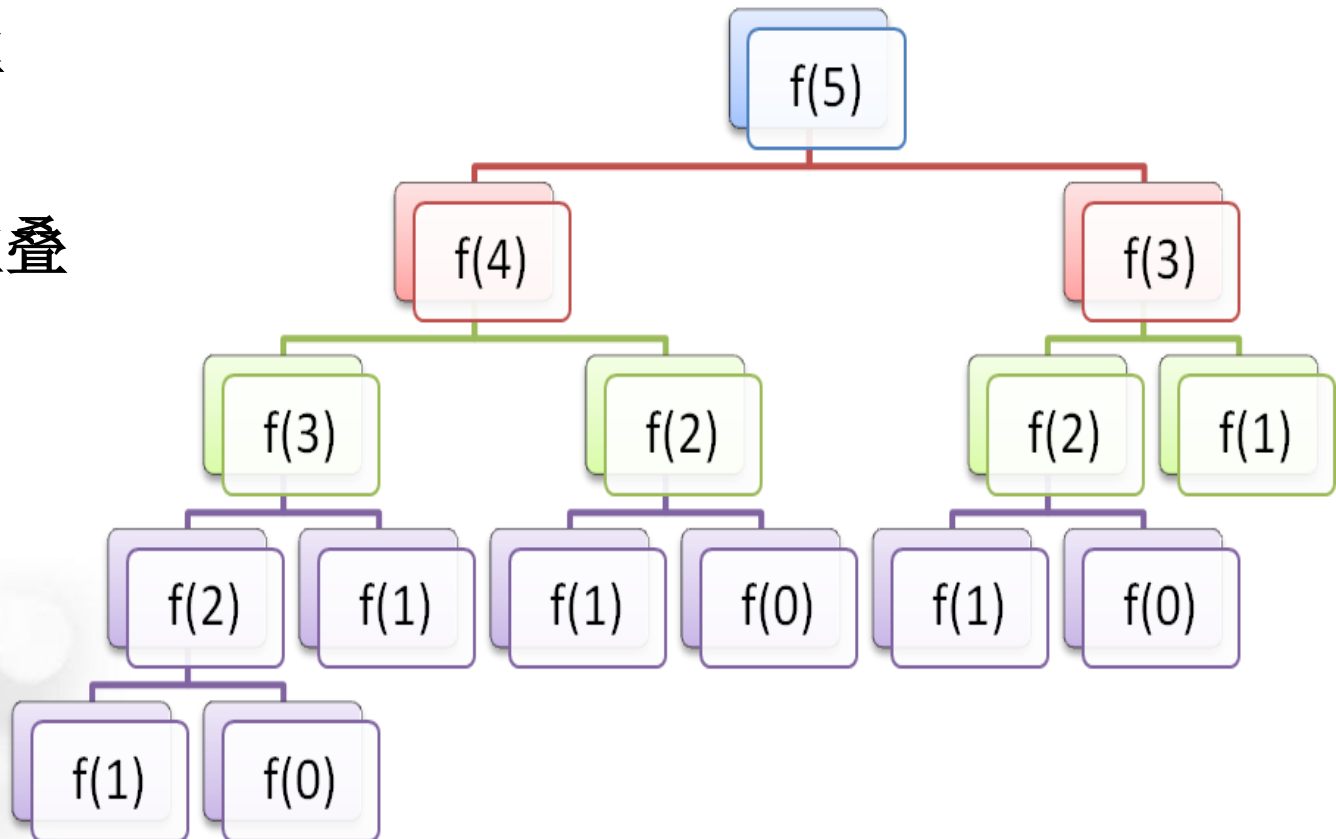 f(5)
叠
f(4) f(3)
f(3) f(2) f(2) f(1)
f(2) f(1) f(1) f(0) f(1) f(0)
f(1) f(0)